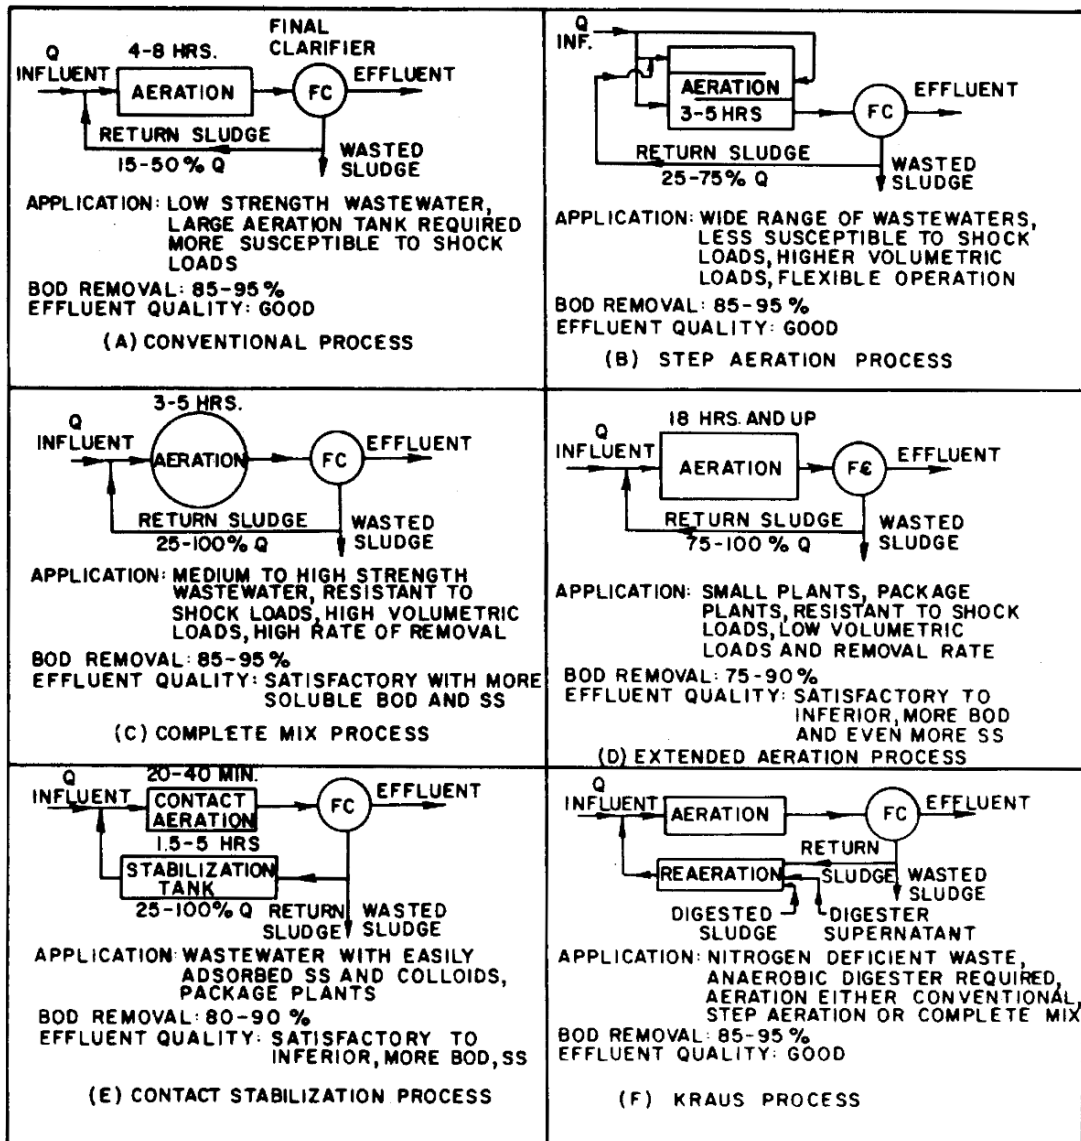 Q
INFLUENT
4-8 HRS.
AERATION
FINAL
CLARIFIER
FC
EFFLUENT
RETURN SLUDGE
15-50% Q
WASTED
SLUDGE
APPLICATION: LOW STRENGTH WASTEWATER,
LARGE AERATION TANK REQUIRED
MORE SUSCEPTIBLE TO SHOCK
LOADS
BOD REMOVAL: 85-95%
EFFLUENT QUALITY: GOOD
(A) CONVENTIONAL PROCESS
Q
INF.
AERATION
3-5 HRS
FC
EFFLUENT
RETURN SLUDGE
25-75% Q
WASTED
SLUDGE
APPLICATION: WIDE RANGE OF WASTEWATERS,
LESS SUSCEPTIBLE TO SHOCK
LOADS, HIGHER VOLUMETRIC
LOADS, FLEXIBLE OPERATION
BOD REMOVAL: 85-95%
EFFLUENT QUALITY: GOOD
(B) STEP AERATION PROCESS
3-5 HRS.
Q
INFLUENT
AERATION
FC
EFFLUENT
RETURN SLUDGE
25-100% Q
WASTED
SLUDGE
APPLICATION: MEDIUM TO HIGH STRENGTH
WASTEWATER, RESISTANT TO
SHOCK LOADS, HIGH VOLUMETRIC
LOADS, HIGH RATE OF REMOVAL
BOD REMOVAL: 85-95%
EFFLUENT QUALITY: SATISFACTORY WITH MORE
SOLUBLE BOD AND SS
(C) COMPLETE MIX PROCESS
18 HRS. AND UP
Q
INFLUENT
AERATION
FC
EFFLUENT
RETURN SLUDGE
75-100% Q
WASTED
SLUDGE
APPLICATION: SMALL PLANTS, PACKAGE
PLANTS, RESISTANT TO SHOCK
LOADS, LOW VOLUMETRIC
LOADS AND REMOVAL RATE
BOD REMOVAL: 75-90%
EFFLUENT QUALITY: SATISFACTORY TO
INFERIOR, MORE BOD
AND EVEN MORE SS
(D) EXTENDED AERATION PROCESS
Q
INFLUENT
20-40 MIN.
CONTACT
AERATION
1.5-5 HRS
STABILIZATION
TANK
25-100% Q
FC
EFFLUENT
RETURN
SLUDGE
WASTED
SLUDGE
APPLICATION: WASTEWATER WITH EASILY
ADSORBED SS AND COLLOIDS,
PACKAGE PLANTS
BOD REMOVAL: 80-90 %
EFFLUENT QUALITY: SATISFACTORY TO
INFERIOR, MORE BOD, SS
(E) CONTACT STABILIZATION PROCESS
Q
INFLUENT
AERATION
FC
EFFLUENT
REAERATION
RETURN
SLUDGE
WASTED
SLUDGE
DIGESTED
SLUDGE
DIGESTER
SUPERNATANT
APPLICATION: NITROGEN DEFICIENT WASTE,
ANAEROBIC DIGESTER REQUIRED,
AERATION EITHER CONVENTIONAL,
STEP AERATION OR COMPLETE MIX
BOD REMOVAL: 85-95%
EFFLUENT QUALITY: GOOD
(F) KRAUS PROCESS